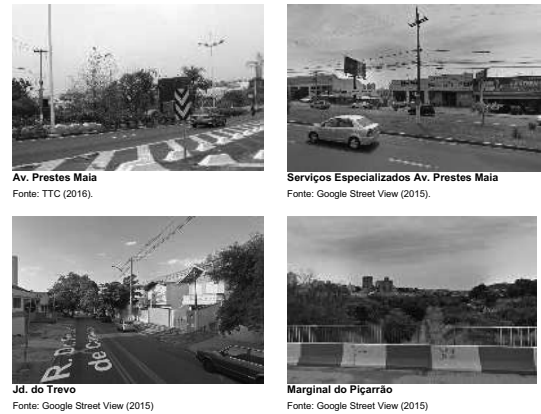 Av. Prestes Maia
Fonte: TTC (2016).
Serviços Especializados Av. Prestes Maia
Fonte: Google Street View (2015).
Jd. do Trevo
Fonte: Google Street View (2015)
Marginal do Piçarrão
Fonte: Google Street View (2015)